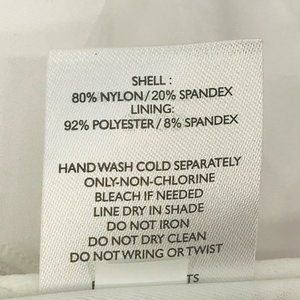 SHELL :
80% NYLON/20% SPANDEX
LINING:
92% POLYESTER/8% SPANDEX
HAND WASH COLD SEPARATELY
ONLY-NON-CHLORINE
BLEACH IF NEEDED
LINE DRY IN SHADE
DO NOT IRON
DO NOT DRY CLEAN
DO NOT WRING OR TWIST
TS